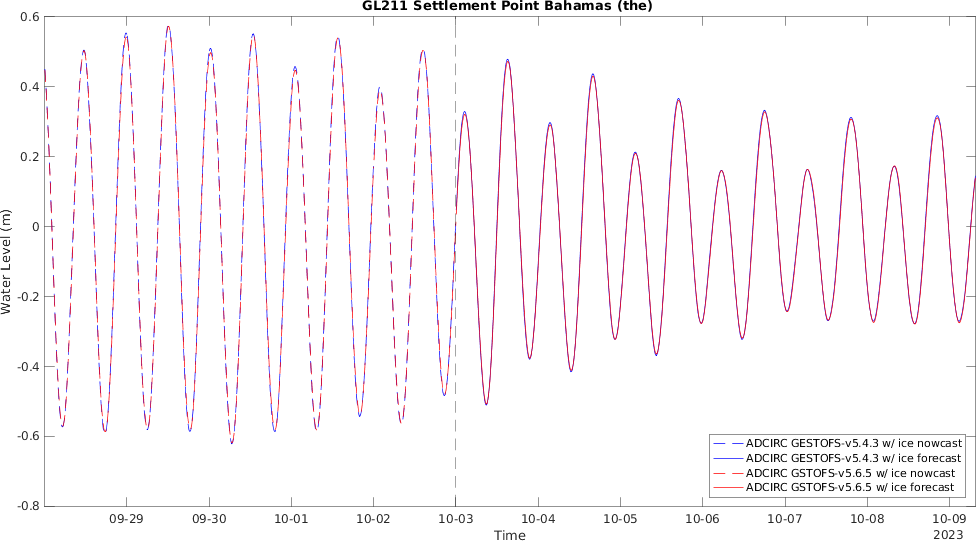 GL211 Settlement Point Bahamas (the)
0.6
0.4
0.2
0
-0.2
-0.4
-0.6
-0.8
Water Level (m)
ADCIRC GESTOFS-v5.4.3 w/ ice nowcast
ADCIRC GESTOFS-v5.4.3 w/ ice forecast
ADCIRC GSTOFS-v5.6.5 w/ ice nowcast
ADCIRC GSTOFS-v5.6.5 w/ ice forecast
09-29 09-30 10-01 10-02 10-03 10-04 10-05 10-06 10-07 10-08 10-09
2023
Time